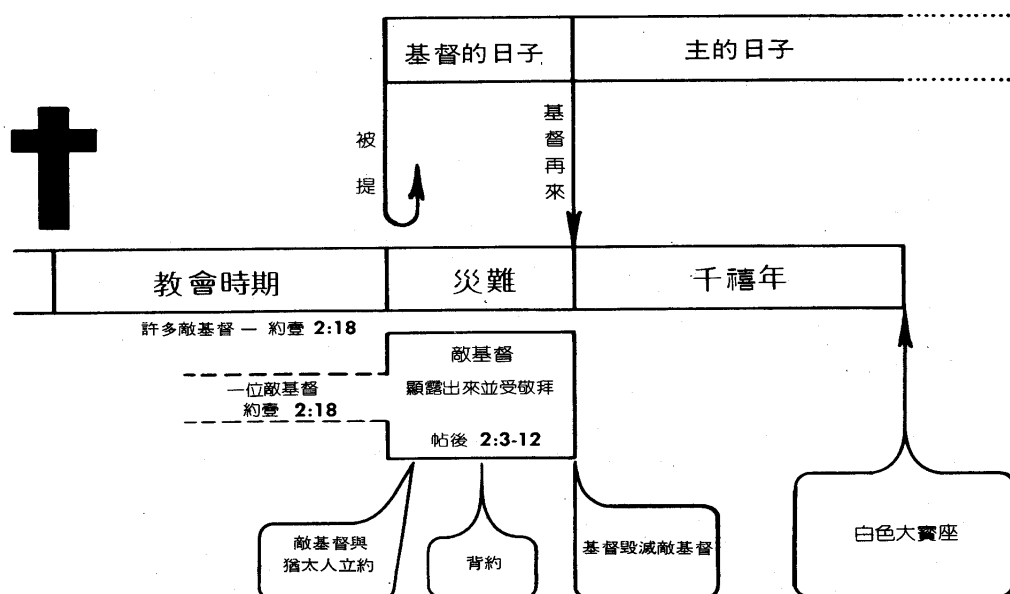 基督的日子
主的日子
被提
基督再來
教會時期
災難
千禧年
許多敵基督 — 約壹 2:18
敵基督
顯露出來並受敬拜
一位敵基督
約壹 2:18
帖後 2:3-12
敵基督與
猶太人立約
背約
基督毀滅敵基督
白色大寶座